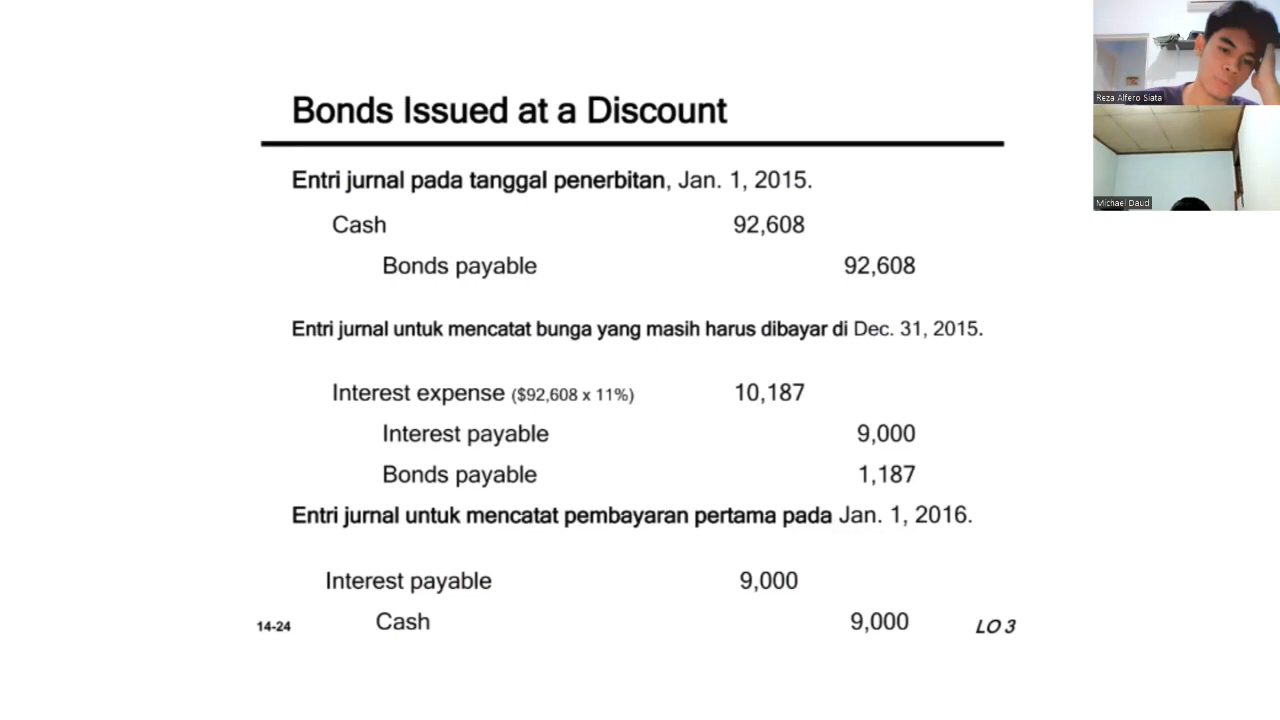 Bonds Issued at a Discount
Entri jurnal pada tanggal penerbitan, Jan. 1, 2015.
Cash 92,608
Bonds payable 92,608
Entri jurnal untuk mencatat bunga yang masih harus dibayar di Dec. 31, 2015.
Interest expense ($92,608 x 11%) 10,187
Interest payable 9,000
Bonds payable 1,187
Entri jurnal untuk mencatat pembayaran pertama pada Jan. 1, 2016.
Interest payable 9,000
Cash 9,000
14-24
LO 3
Reza Alfero Siata
Michael Daud